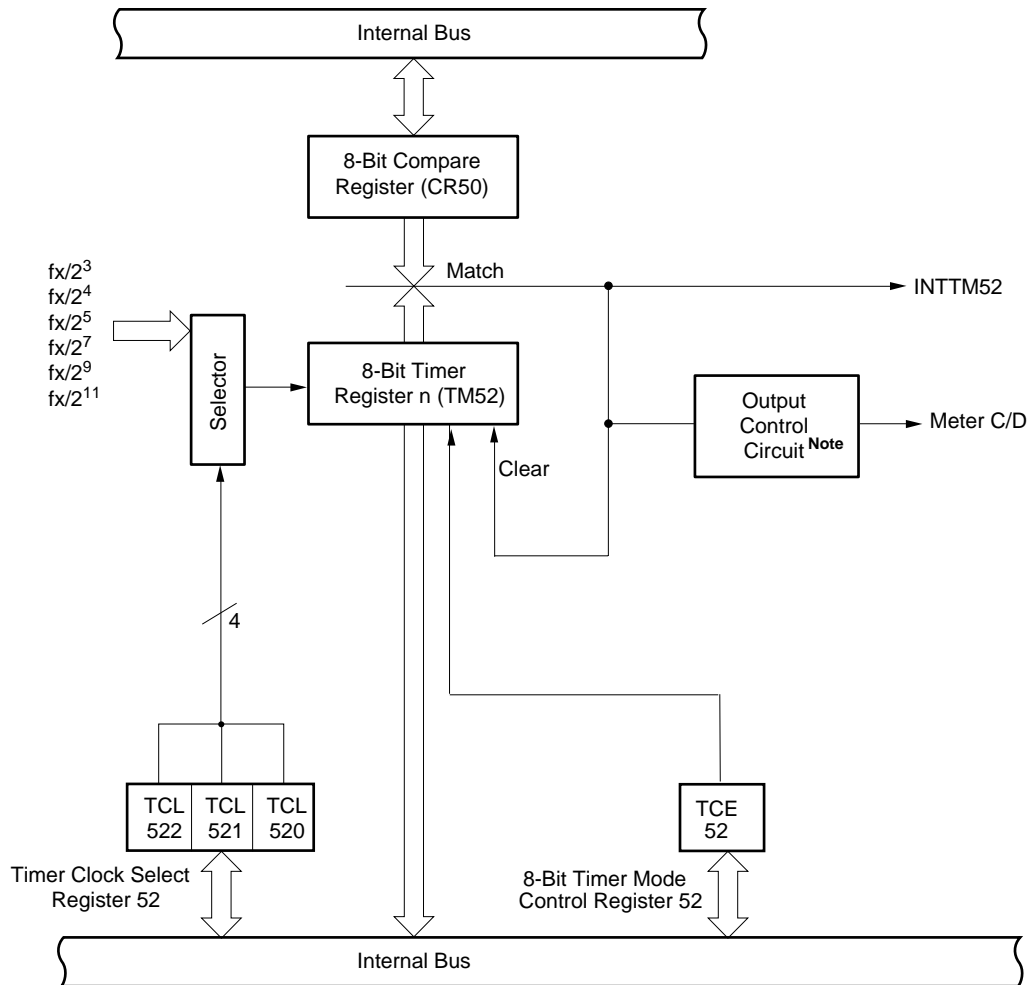 Internal Bus
8-Bit Compare
Register (CR50)
Match
INTTM52
fx/2³
fx/2⁴
fx/2⁵
fx/2⁷
fx/2⁹
fx/2¹¹
Selector
8-Bit Timer
Register n (TM52)
Output
Control
Circuit Note
Meter C/D
Clear
4
TCL
522
TCL
521
TCL
520
TCE
52
Timer Clock Select
Register 52
8-Bit Timer Mode
Control Register 52
Internal Bus